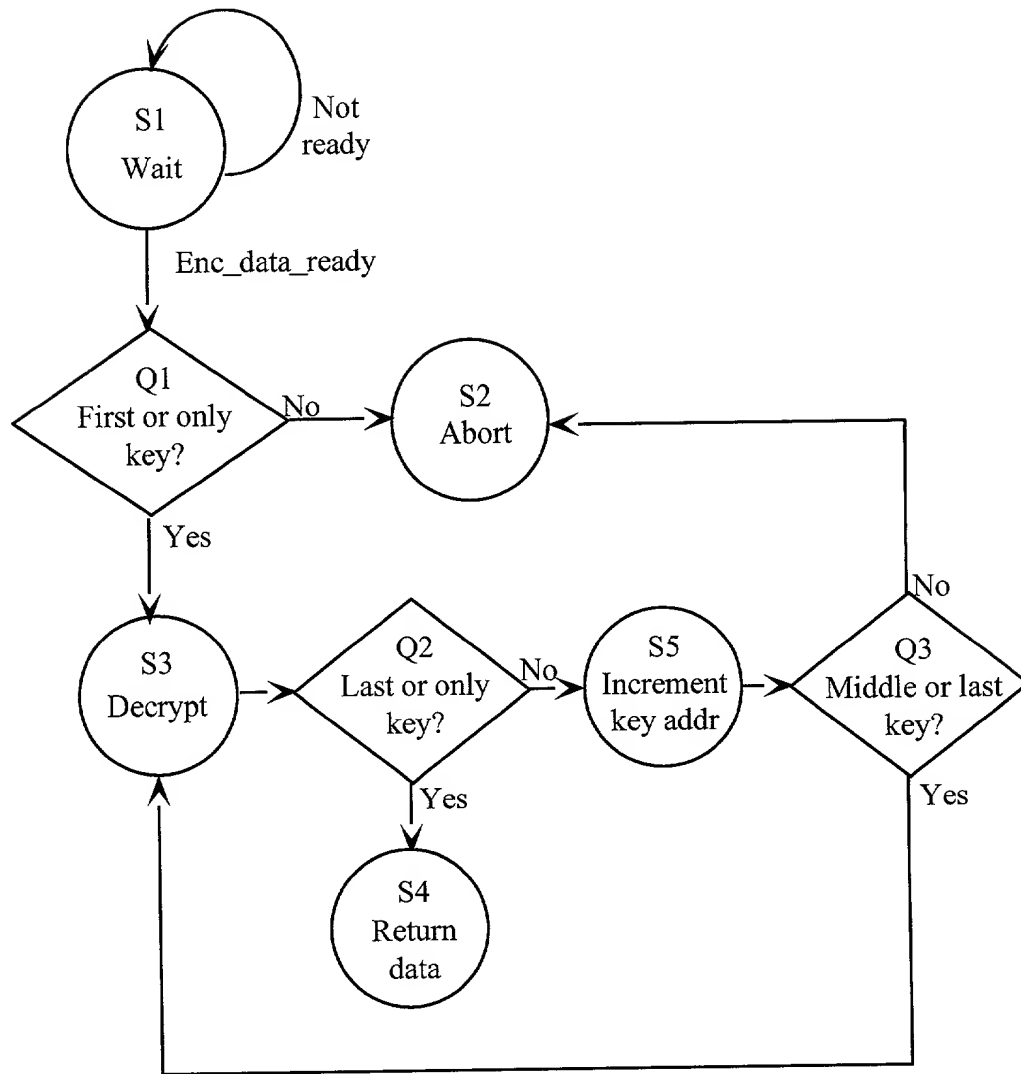 S1
Wait
Not
ready
Enc_data_ready
Q1
First or only
key?
No
S2
Abort
Yes
No
S3
Decrypt
Q2
Last or only
key?
No
S5
Increment
key addr
Q3
Middle or last
key?
Yes
Yes
S4
Return
data